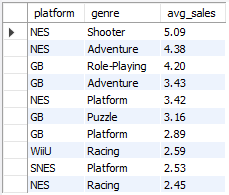 platform genre avg_sales
NES Shooter 5.09
NES Adventure 4.38
GB Role-Playing 4.20
GB Adventure 3.43
NES Platform 3.42
GB Puzzle 3.16
GB Platform 2.89
WiiU Racing 2.59
SNES Platform 2.53
NES Racing 2.45